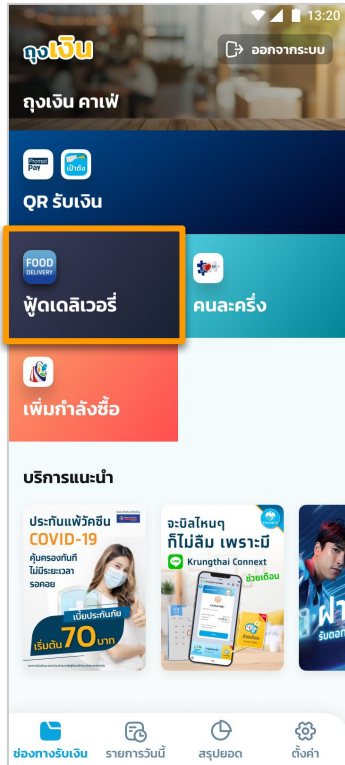 13:20
ถุงเงิน
ออกจากระบบ
ถุงเงิน คาเฟ่
Prompt
Pay
เป๋าตัง
QR รับเงิน
FOOD
DELIVERY
ฟู้ดเดลิเวอรี่
คนละครึ่ง
เพิ่มกำลังซื้อ
บริการแนะนำ
ประกันแพ้วัคซีน
COVID-19
คุ้มครองทันที
ไม่มีระยะเวลา
รอคอย
เบี้ยประกันภัย
เริ่มต้น 70 บาท
จะบิลไหนๆ
ก็ไม่ลืม เพราะมี
Krungthai Connext
ช่วยเตือน
ฝา
รับดอก
ช่องทางรับเงิน
รายการวันนี้
สรุปยอด
ตั้งค่า